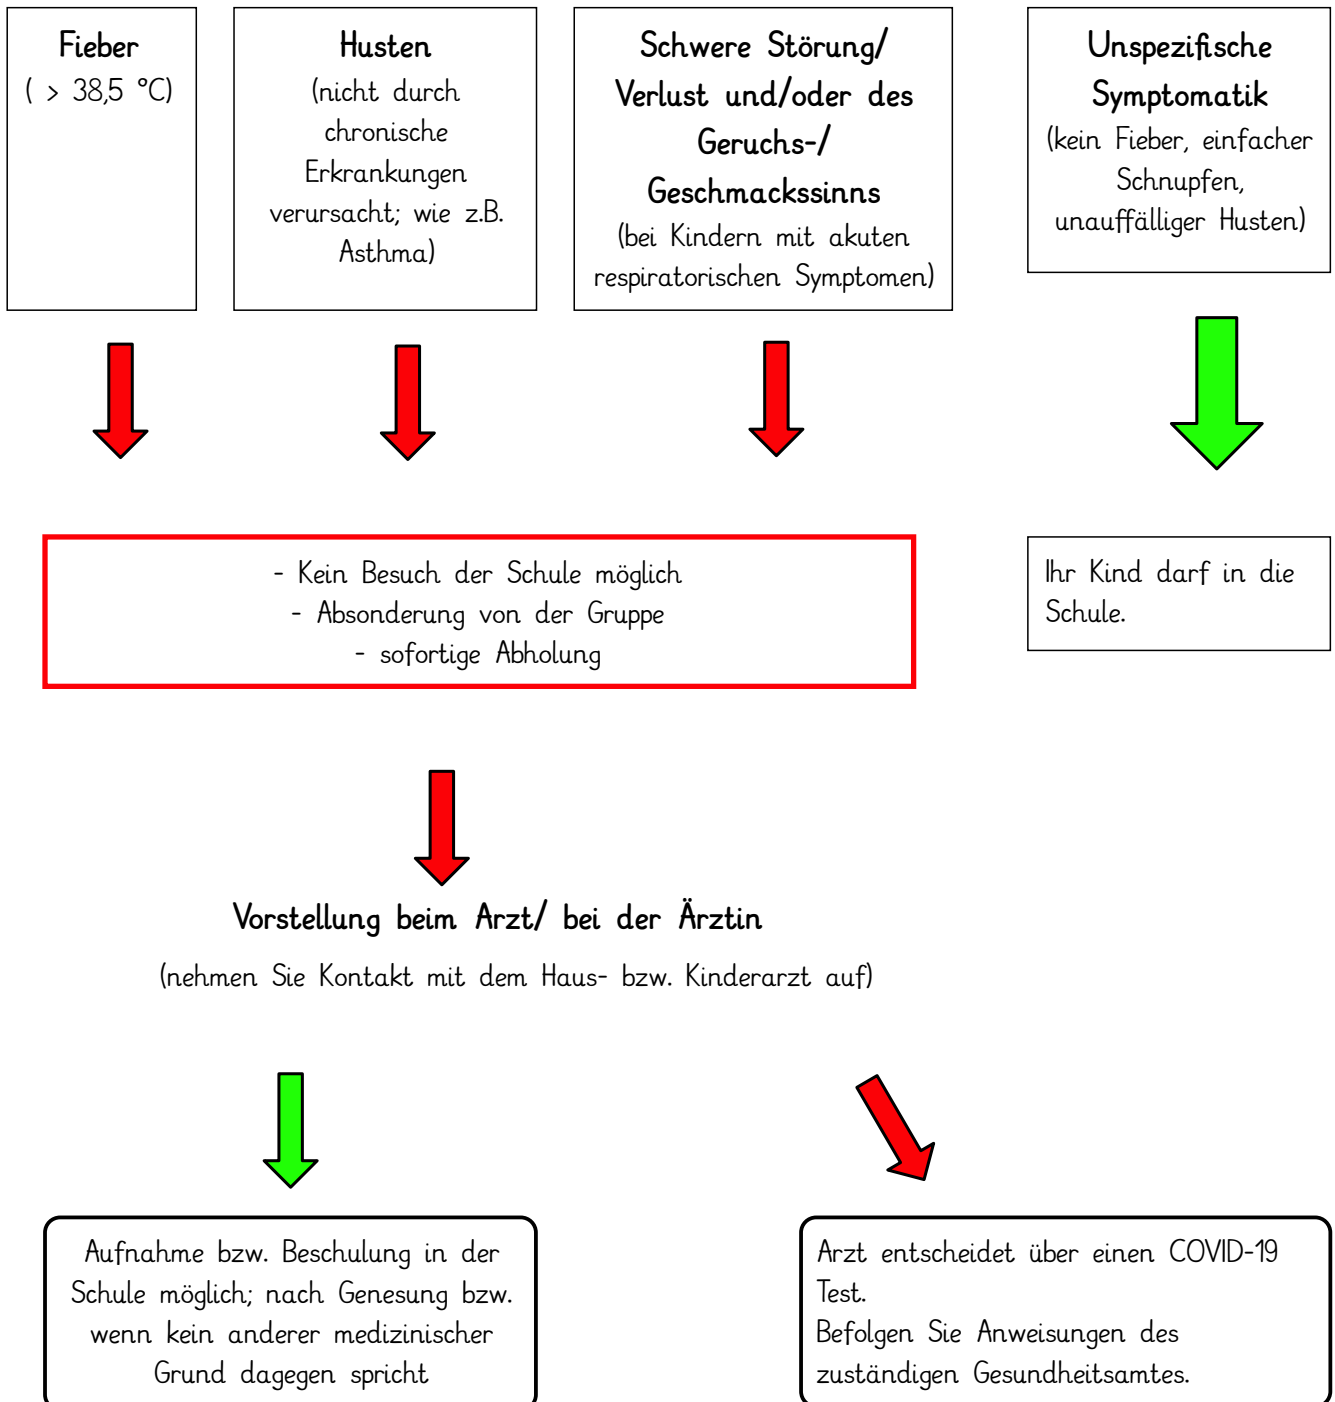 Fieber
( > 38,5 °C)
Husten
(nicht durch
chronische
Erkrankungen
verursacht; wie z.B.
Asthma)
Schwere Störung/
Verlust und/oder des
Geruchs-/
Geschmackssinns
(bei Kindern mit akuten
respiratorischen Symptomen)
Unspezifische
Symptomatik
(kein Fieber, einfacher
Schnupfen,
unauffälliger Husten)
- Kein Besuch der Schule möglich
- Absonderung von der Gruppe
- sofortige Abholung
Ihr Kind darf in die
Schule.
Vorstellung beim Arzt/ bei der Ärztin
(nehmen Sie Kontakt mit dem Haus- bzw. Kinderarzt auf)
Aufnahme bzw. Beschulung in der
Schule möglich; nach Genesung bzw.
wenn kein anderer medizinischer
Grund dagegen spricht
Arzt entscheidet über einen COVID-19
Test.
Befolgen Sie Anweisungen des
zuständigen Gesundheitsamtes.